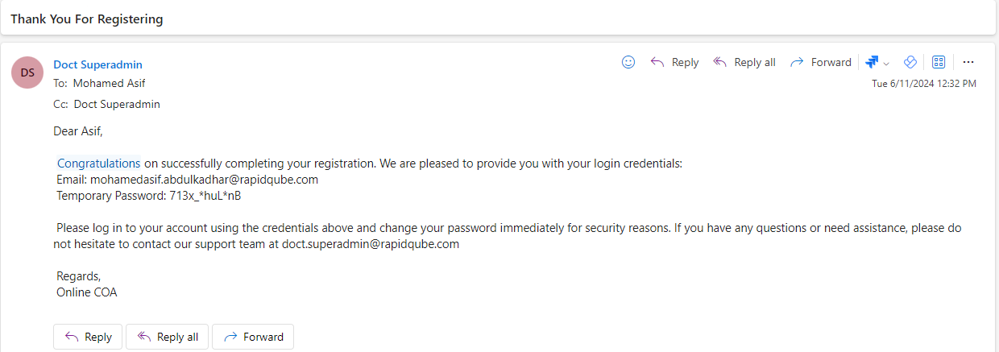 Thank You For Registering
DS
Doct Superadmin
Reply
Reply all
Forward
To: Mohamed Asif
Tue 6/11/2024 12:32 PM
Cc: Doct Superadmin
Dear Asif,
Congratulations on successfully completing your registration. We are pleased to provide you with your login credentials:
Email: mohamedasif.abdulkadhar@rapidqube.com
Temporary Password: 713x_*huL*nB
Please log in to your account using the credentials above and change your password immediately for security reasons. If you have any questions or need assistance, please do
not hesitate to contact our support team at doct.superadmin@rapidqube.com
Regards,
Online COA
Reply
Reply all
Forward